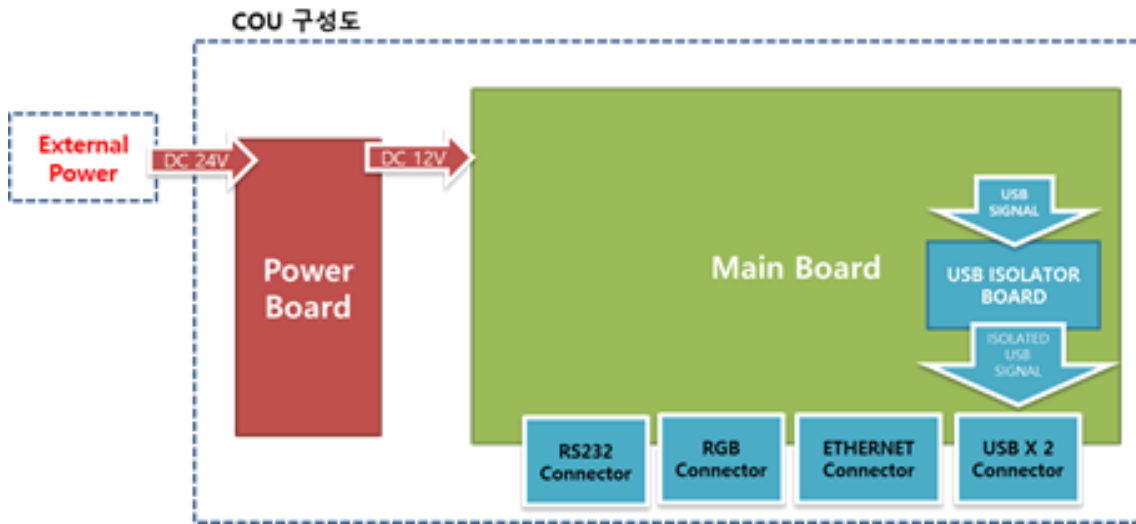 COU 구성도
External
Power
DC 24V
DC 12V
Power
Board
Main Board
USB
SIGNAL
USB ISOLATOR
BOARD
ISOLATED
USB
SIGNAL
RS232
Connector
RGB
Connector
ETHERNET
Connector
USB X 2
Connector